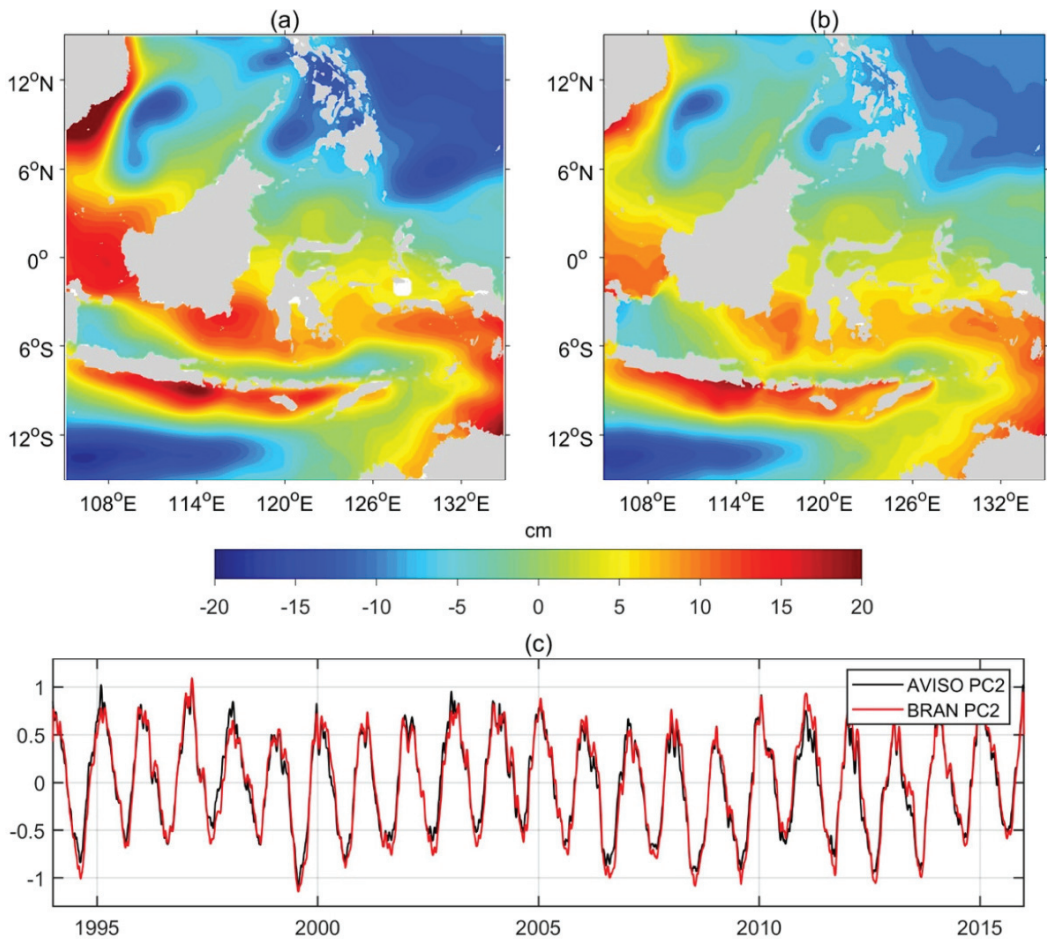 (a) (b)
12°N 12°N
6°N 6°N
0° 0°
6°S 6°S
12°S 12°S
108°E 114°E 120°E 126°E 132°E 108°E 114°E 120°E 126°E 132°E
cm
-20 -15 -10 -5 0 5 10 15 20
(c)
AVISO PC2
BRAN PC2
1
0.5
0
-0.5
-1
1995 2000 2005 2010 2015